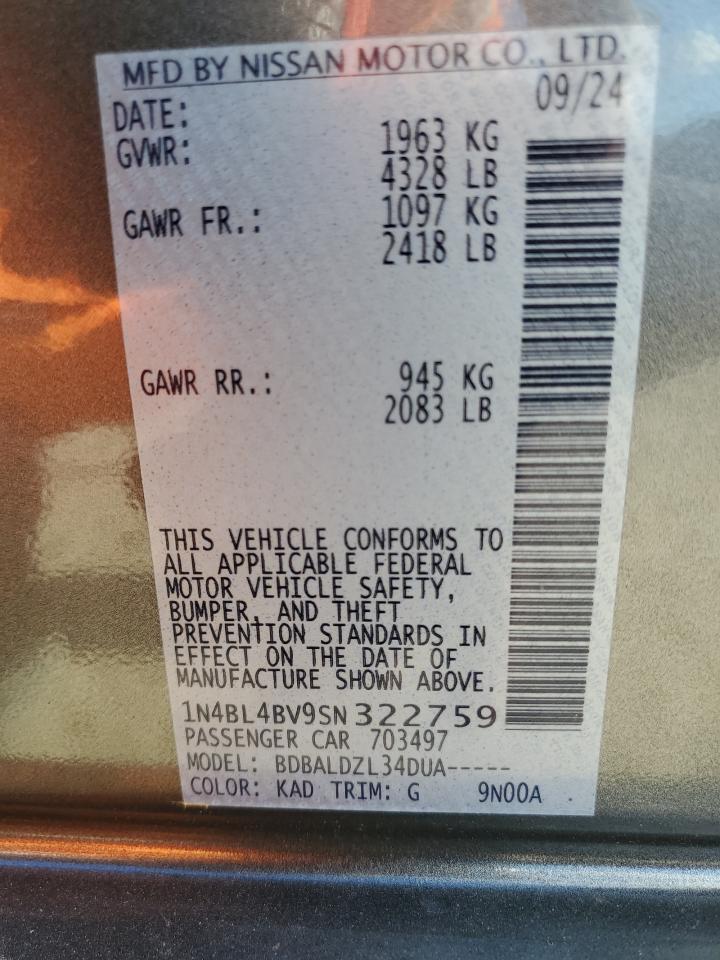 MFD BY NISSAN MOTOR CO., LTD.
DATE: 09/24
GVWR: 1963 KG
4328 LB
GAWR FR.: 1097 KG
2418 LB
GAWR RR.: 945 KG
2083 LB
THIS VEHICLE CONFORMS TO
ALL APPLICABLE FEDERAL
MOTOR VEHICLE SAFETY,
BUMPER, AND THEFT
PREVENTION STANDARDS IN
EFFECT ON THE DATE OF
MANUFACTURE SHOWN ABOVE.
1N4BL4BV9SN322759
PASSENGER CAR 703497
MODEL: BDBALDZL34DUA-----
COLOR: KAD TRIM: G 9N00A